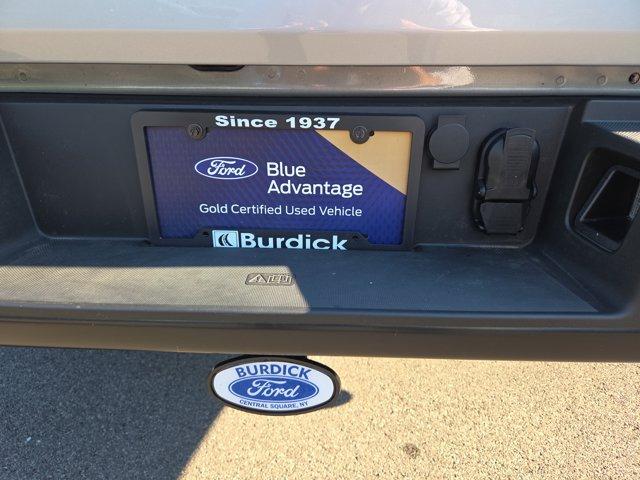 Since 1937
Ford
Blue
Advantage
Gold Certified Used Vehicle
Burdick
BURDICK
Ford
CENTRAL SQUARE, NY